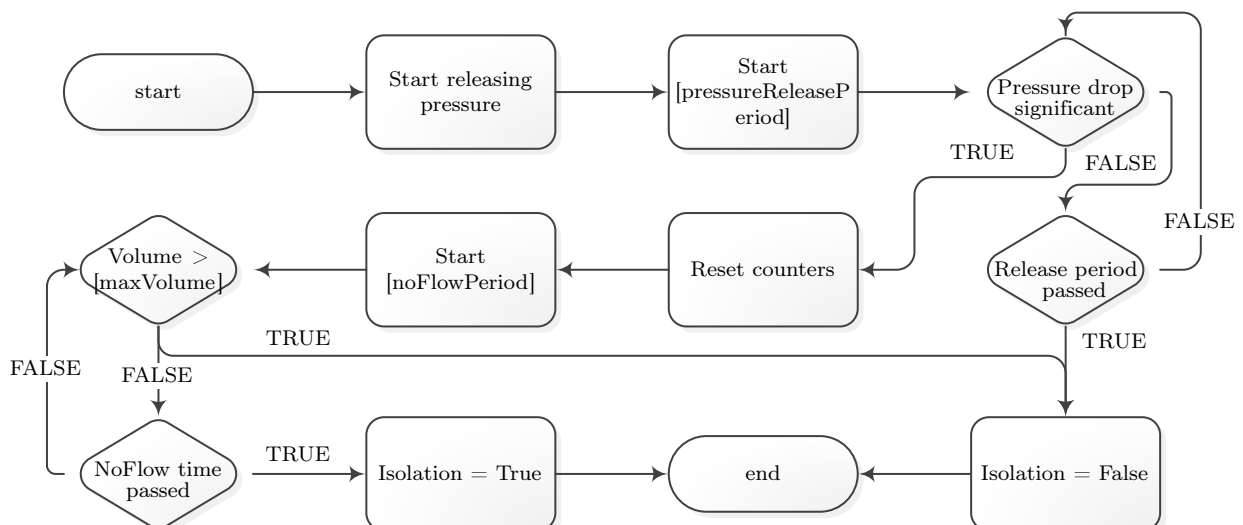 start
Start releasing
pressure
Start
[pressureReleaseP
eriod]
Pressure drop
significant
TRUE
FALSE
FALSE
Volume >
[maxVolume]
Start
[noFlowPeriod]
Reset counters
Release period
passed
TRUE
TRUE
FALSE
FALSE
NoFlow time
passed
TRUE
Isolation = True
end
Isolation = False